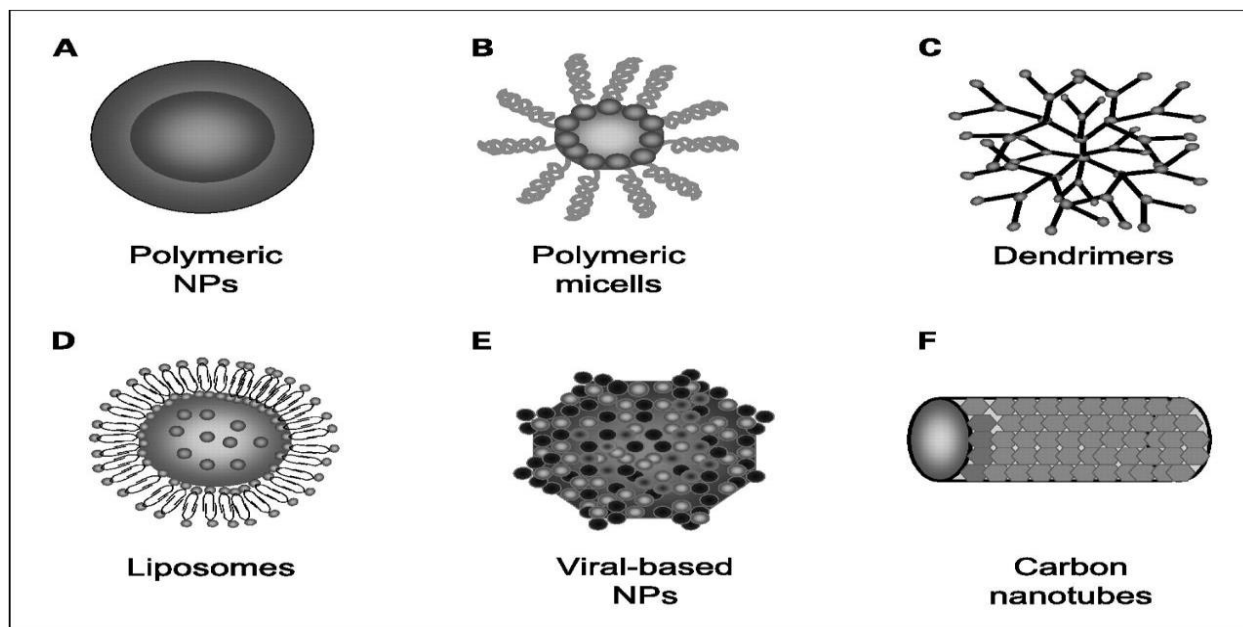 A
B
C
Polymeric
NPs
Polymeric
micells
Dendrimers
D
E
F
Liposomes
Viral-based
NPs
Carbon
nanotubes